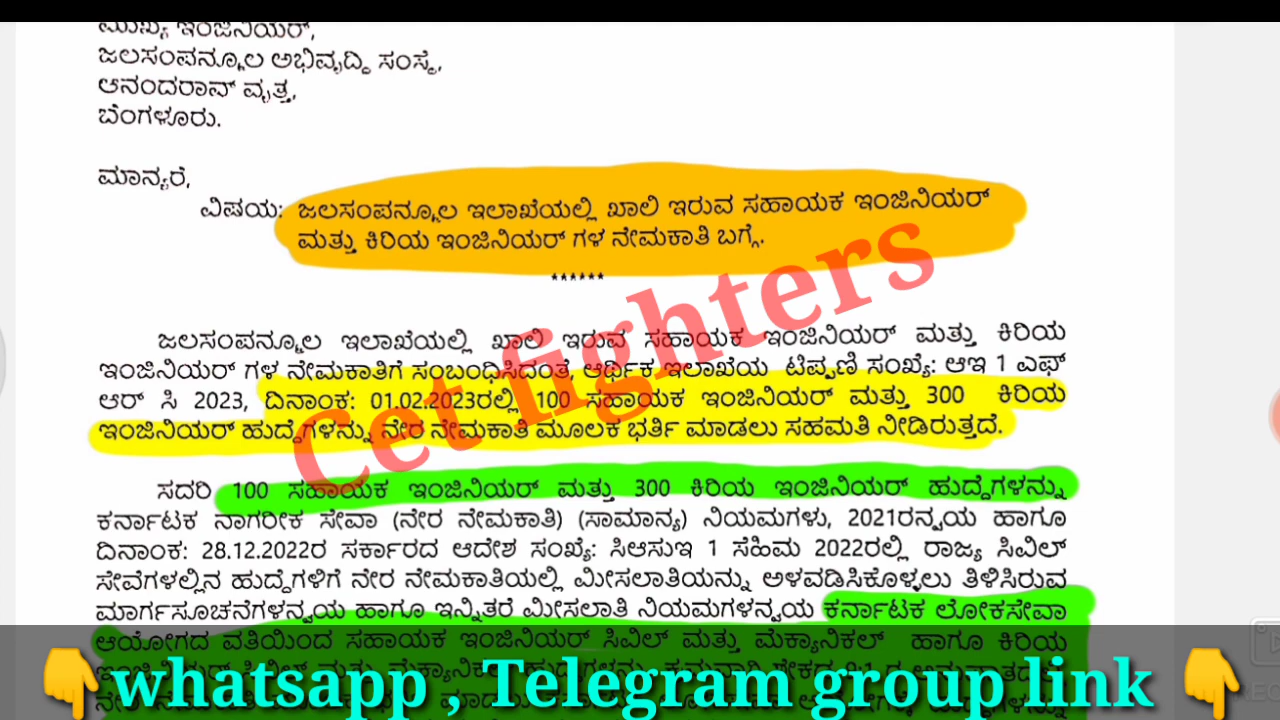 ಮುಖ್ಯ ಇಂಜಿನಿಯರ್,
ಜಲಸಂಪನ್ಮೂಲ ಅಭಿವೃದ್ಧಿ ಸಂಸ್ಥೆ,
ಆನಂದರಾವ್ ವೃತ್ತ,
ಬೆಂಗಳೂರು.
ಮಾನ್ಯರೆ,
ವಿಷಯ: ಜಲಸಂಪನ್ಮೂಲ ಇಲಾಖೆಯಲ್ಲಿ ಖಾಲಿ ಇರುವ ಸಹಾಯಕ ಇಂಜಿನಿಯರ್
ಮತ್ತು ಕಿರಿಯ ಇಂಜಿನಿಯರ್ ಗಳ ನೇಮಕಾತಿ ಬಗ್ಗೆ.
******
Cet fighters
ಜಲಸಂಪನ್ಮೂಲ ಇಲಾಖೆಯಲ್ಲಿ ಖಾಲಿ ಇರುವ ಸಹಾಯಕ ಇಂಜಿನಿಯರ್ ಮತ್ತು ಕಿರಿಯ
ಇಂಜಿನಿಯರ್ ಗಳ ನೇಮಕಾತಿಗೆ ಸಂಬಂಧಿಸಿದಂತೆ, ಆರ್ಥಿಕ ಇಲಾಖೆಯ ಟಿಪ್ಪಣಿ ಸಂಖ್ಯೆ: ಆಇ 1 ಎಫ್
ಆರ್ ಸಿ 2023, ದಿನಾಂಕ: 01.02.2023ರಲ್ಲಿ 100 ಸಹಾಯಕ ಇಂಜಿನಿಯರ್ ಮತ್ತು 300 ಕಿರಿಯ
ಇಂಜಿನಿಯರ್ ಹುದ್ದೆಗಳನ್ನು ನೇರ ನೇಮಕಾತಿ ಮೂಲಕ ಭರ್ತಿ ಮಾಡಲು ಸಹಮತಿ ನೀಡಿರುತ್ತದೆ.
ಸದರಿ 100 ಸಹಾಯಕ ಇಂಜಿನಿಯರ್ ಮತ್ತು 300 ಕಿರಿಯ ಇಂಜಿನಿಯರ್ ಹುದ್ದೆಗಳನ್ನು
ಕರ್ನಾಟಕ ನಾಗರೀಕ ಸೇವಾ (ನೇರ ನೇಮಕಾತಿ) (ಸಾಮಾನ್ಯ) ನಿಯಮಗಳು, 2021ರನ್ವಯ ಹಾಗೂ
ದಿನಾಂಕ: 28.12.2022ರ ಸರ್ಕಾರದ ಆದೇಶ ಸಂಖ್ಯೆ: ಸಿಆಸುಇ 1 ಸೆಹಿಮ 2022ರಲ್ಲಿ ರಾಜ್ಯ ಸಿವಿಲ್
ಸೇವೆಗಳಲ್ಲಿನ ಹುದ್ದೆಗಳಿಗೆ ನೇರ ನೇಮಕಾತಿಯಲ್ಲಿ ಮೀಸಲಾತಿಯನ್ನು ಅಳವಡಿಸಿಕೊಳ್ಳಲು ತಿಳಿಸಿರುವ
ಮಾರ್ಗಸೂಚನೆಗಳನ್ವಯ ಹಾಗೂ ಇನ್ನಿತರೆ ಮೀಸಲಾತಿ ನಿಯಮಗಳನ್ವಯ ಕರ್ನಾಟಕ ಲೋಕಸೇವಾ
ಆಯೋಗದ ವತಿಯಿಂದ ಸಹಾಯಕ ಇಂಜಿನಿಯರ್ ಸಿವಿಲ್ ಮತ್ತು ಮೆಕ್ಯಾನಿಕಲ್ ಹಾಗೂ ಕಿರಿಯ
👇whatsapp , Telegram group link 👇